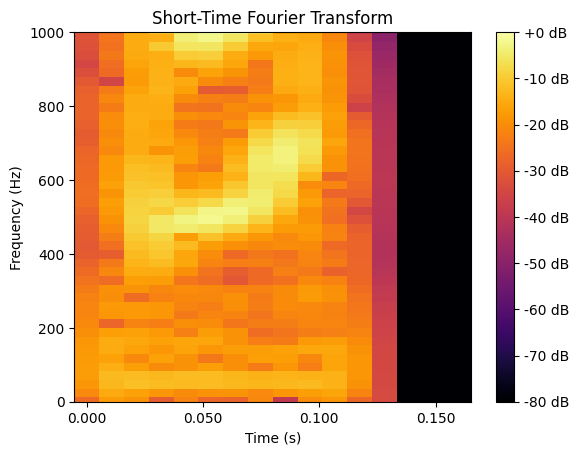 Short-Time Fourier Transform
1000
800
600
400
200
0
Frequency (Hz)
0.000
0.050
0.100
0.150
Time (s)
+0 dB
-10 dB
-20 dB
-30 dB
-40 dB
-50 dB
-60 dB
-70 dB
-80 dB